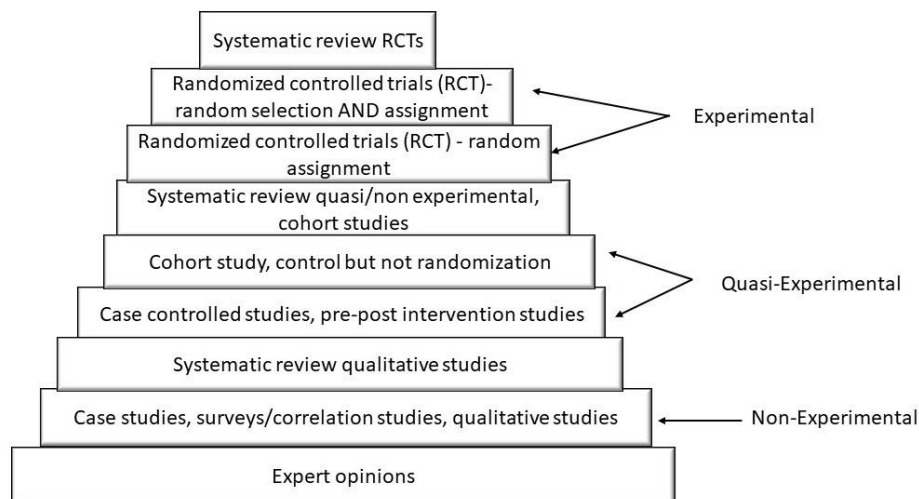 Systematic review RCTs
Randomized controlled trials (RCT)-
random selection AND assignment
Experimental
Randomized controlled trials (RCT) - random
assignment
Systematic review quasi/non experimental,
cohort studies
Cohort study, control but not randomization
Quasi-Experimental
Case controlled studies, pre-post intervention studies
Systematic review qualitative studies
Case studies, surveys/correlation studies, qualitative studies
Non-Experimental
Expert opinions